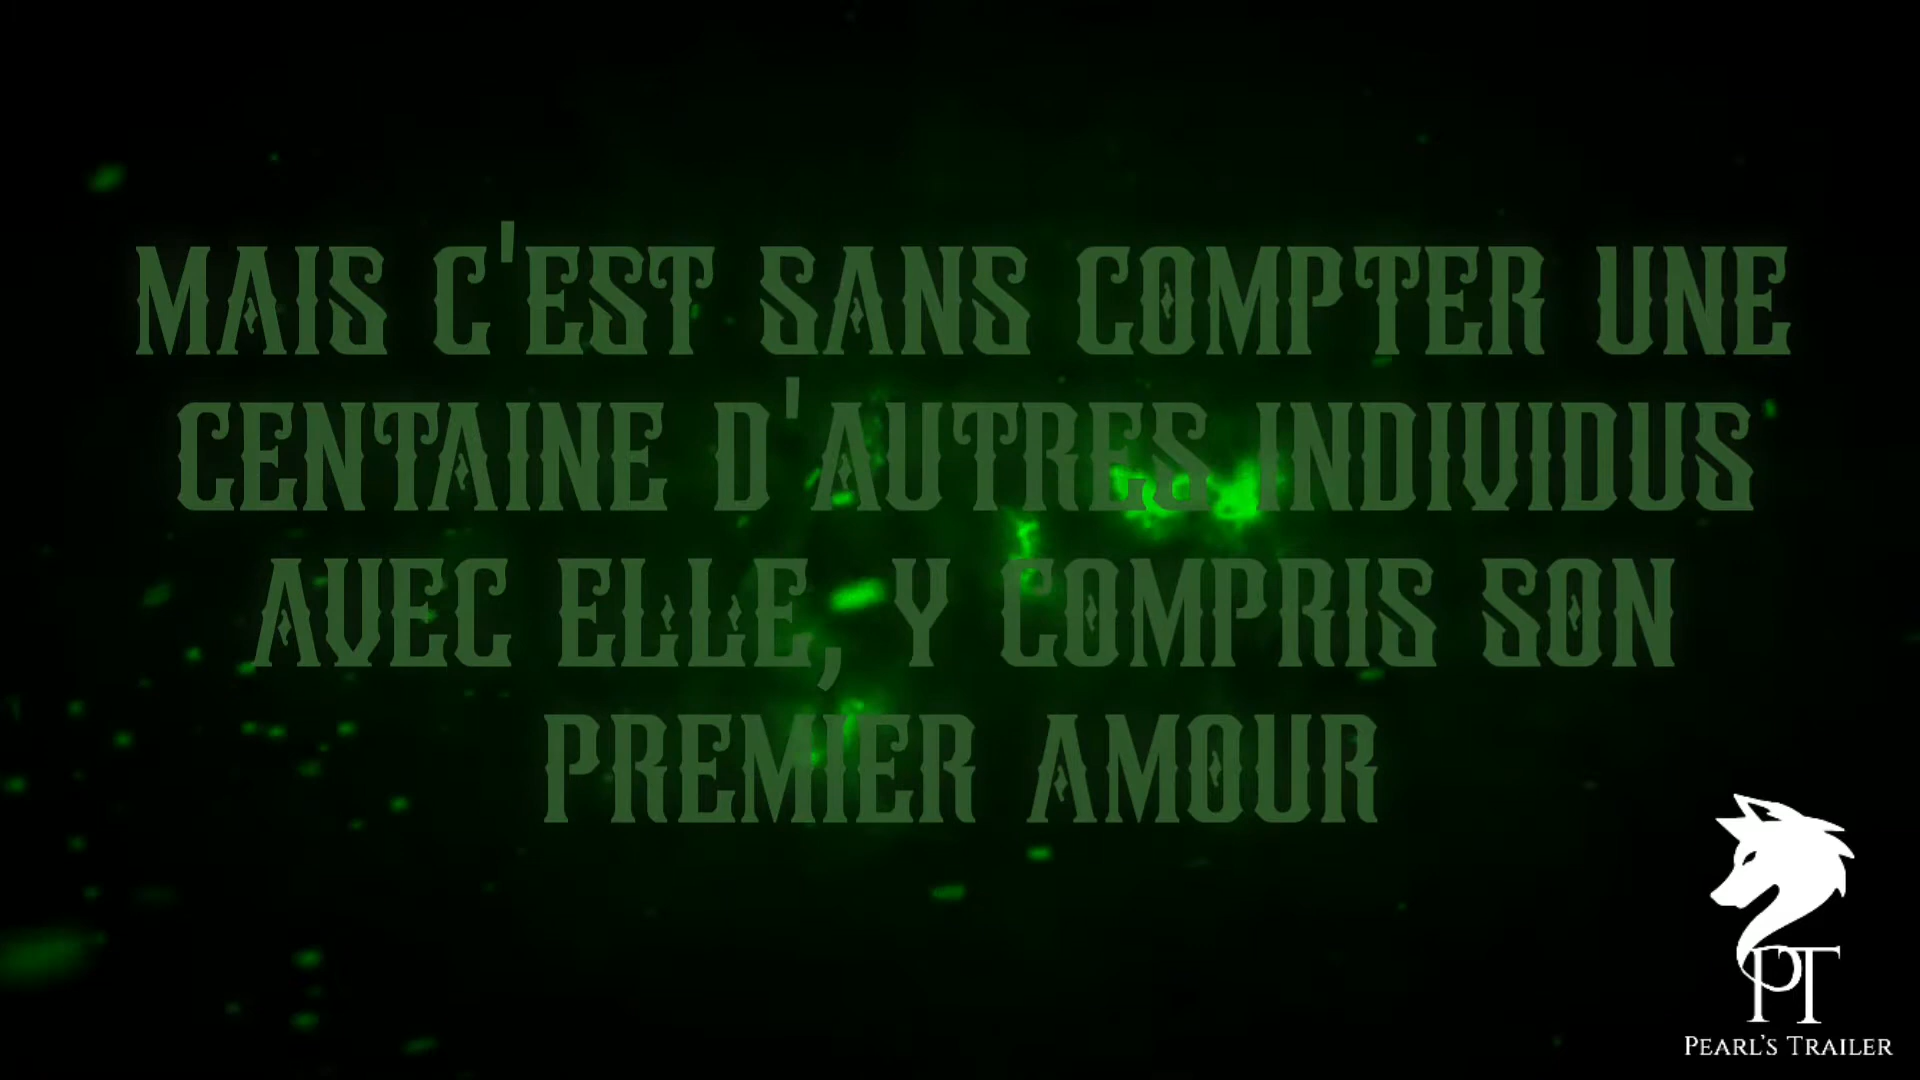 MAIS C'EST SANS COMPTER UNE
CENTAINE D'AUTRES INDIVIDUS
AVEC ELLE, Y COMPRIS SON
PREMIER AMOUR
PT
PEARL'S TRAILER